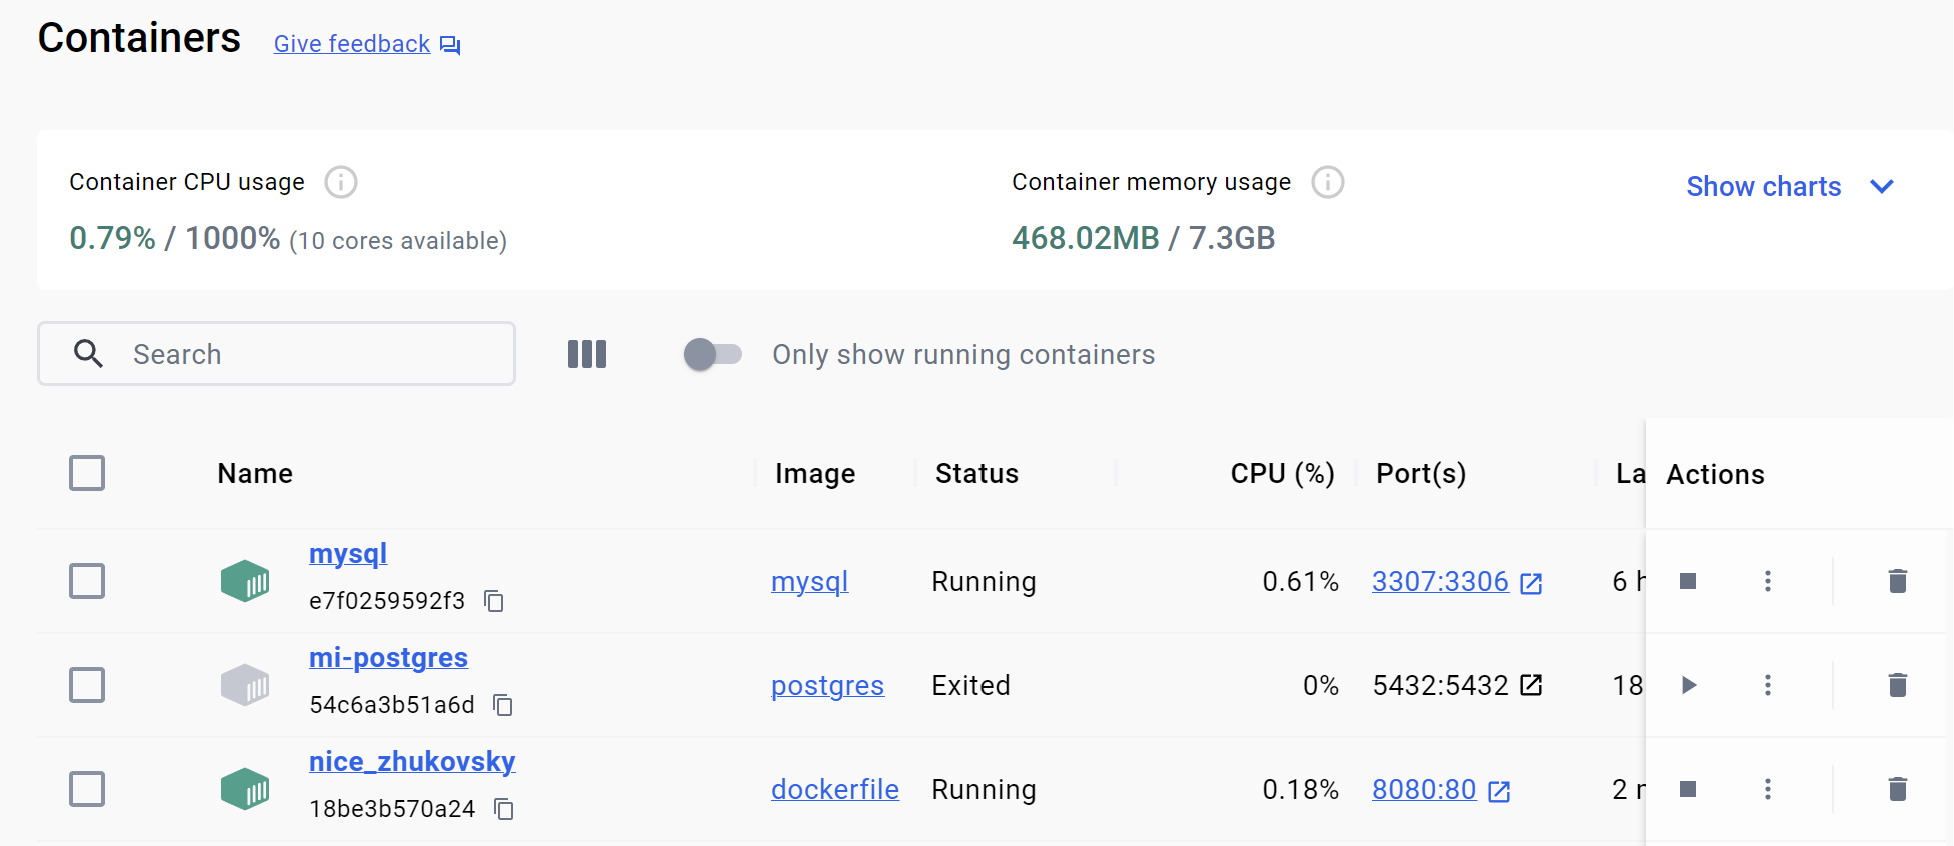 Containers Give feedback
Container CPU usage
0.79% / 1000% (10 cores available)
Container memory usage
468.02MB / 7.3GB
Show charts
Search
Only show running containers
Name Image Status CPU (%) Port(s) La Actions
mysql
e7f0259592f3
mysql Running 0.61% 3307:3306 6 h
mi-postgres
54c6a3b51a6d
postgres Exited 0% 5432:5432 18
nice_zhukovsky
18be3b570a24
dockerfile Running 0.18% 8080:80 2